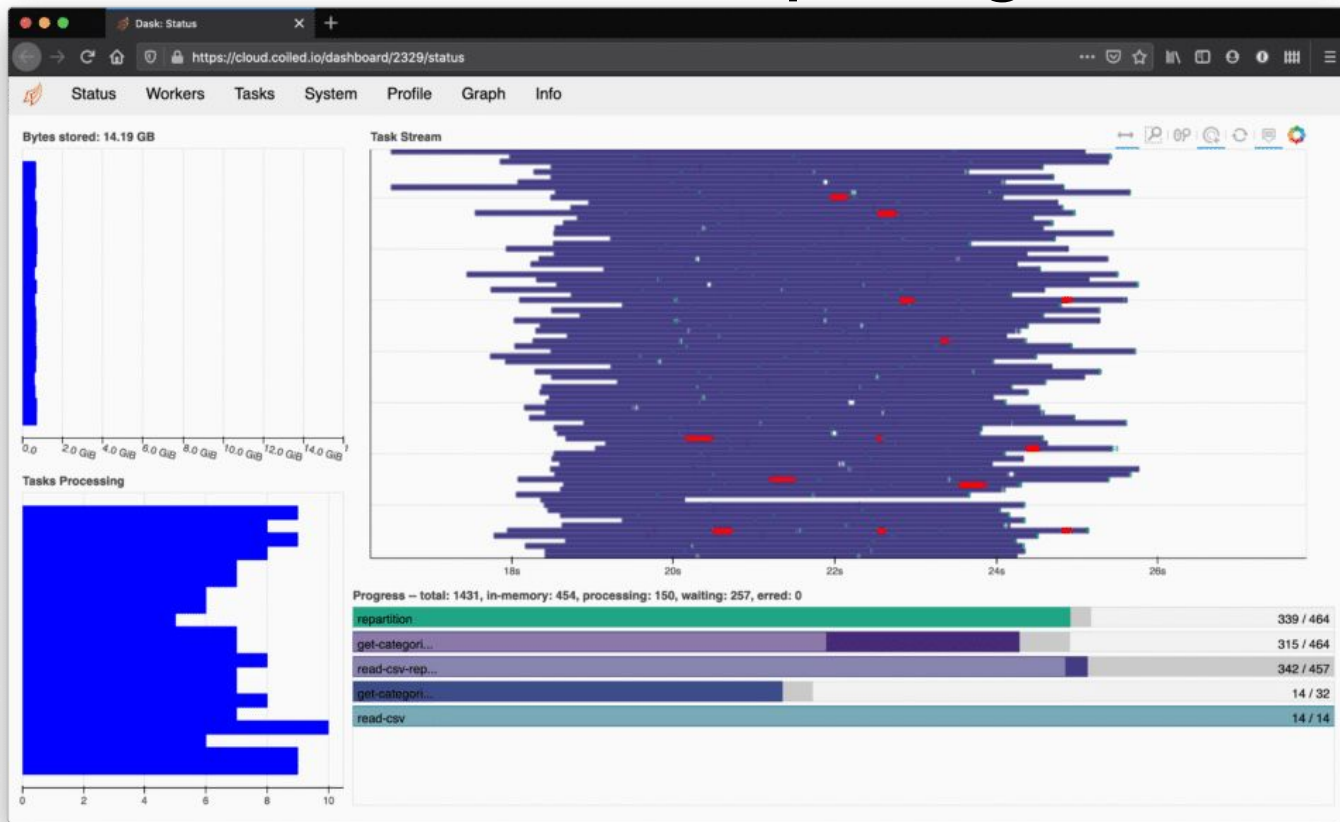 Dask: Status
https://cloud.coiled.io/dashboard/2329/status
Status Workers Tasks System Profile Graph Info
Bytes stored: 14.19 GB
0.0 2.0 GiB 4.0 GiB 6.0 GiB 8.0 GiB 10.0 GiB 12.0 GiB 14.0 GiB
Tasks Processing
0 2 4 6 8 10
Task Stream
18s 20s 22s 24s 26s
Progress -- total: 1431, in-memory: 454, processing: 150, waiting: 257, erred: 0
repartition 339 / 464
get-categori... 315 / 464
read-csv-rep... 342 / 457
get-categori... 14 / 32
read-csv 14 / 14